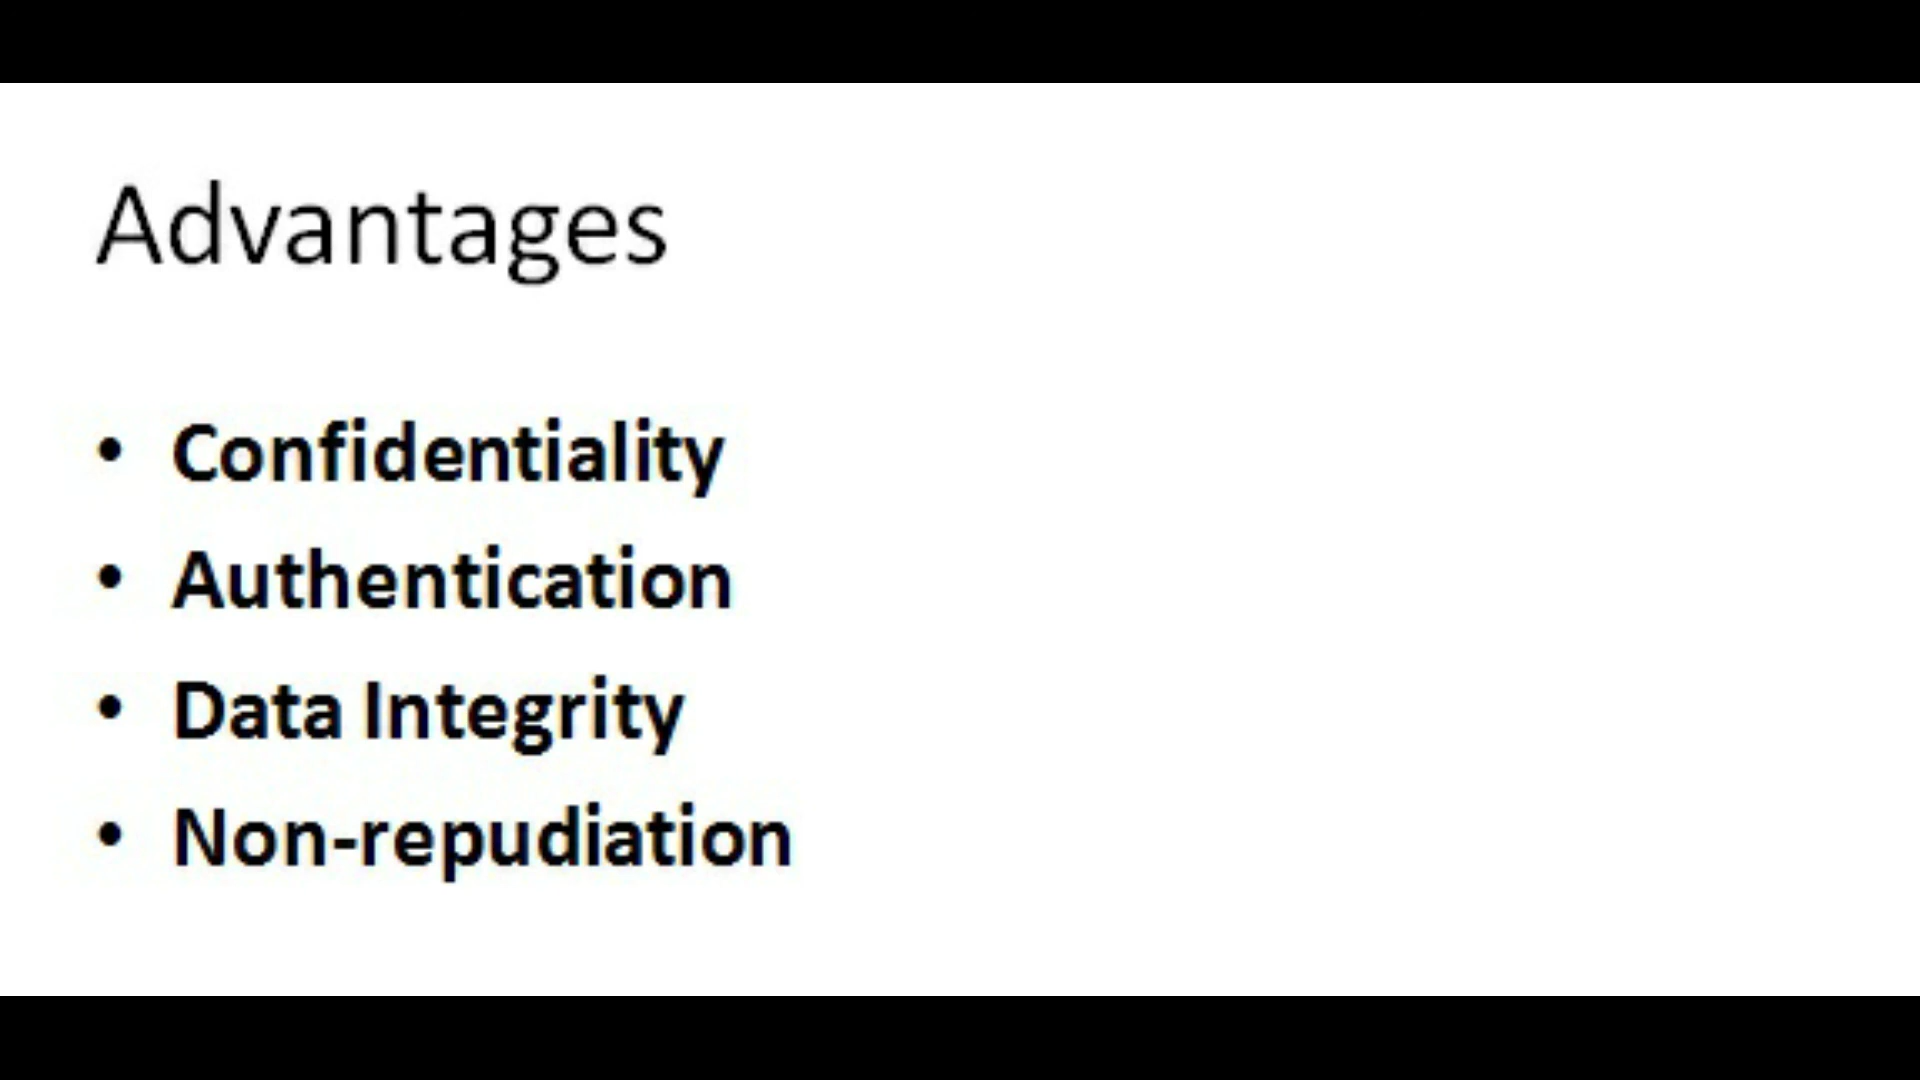 Advantages
• Confidentiality
• Authentication
• Data Integrity
• Non-repudiation